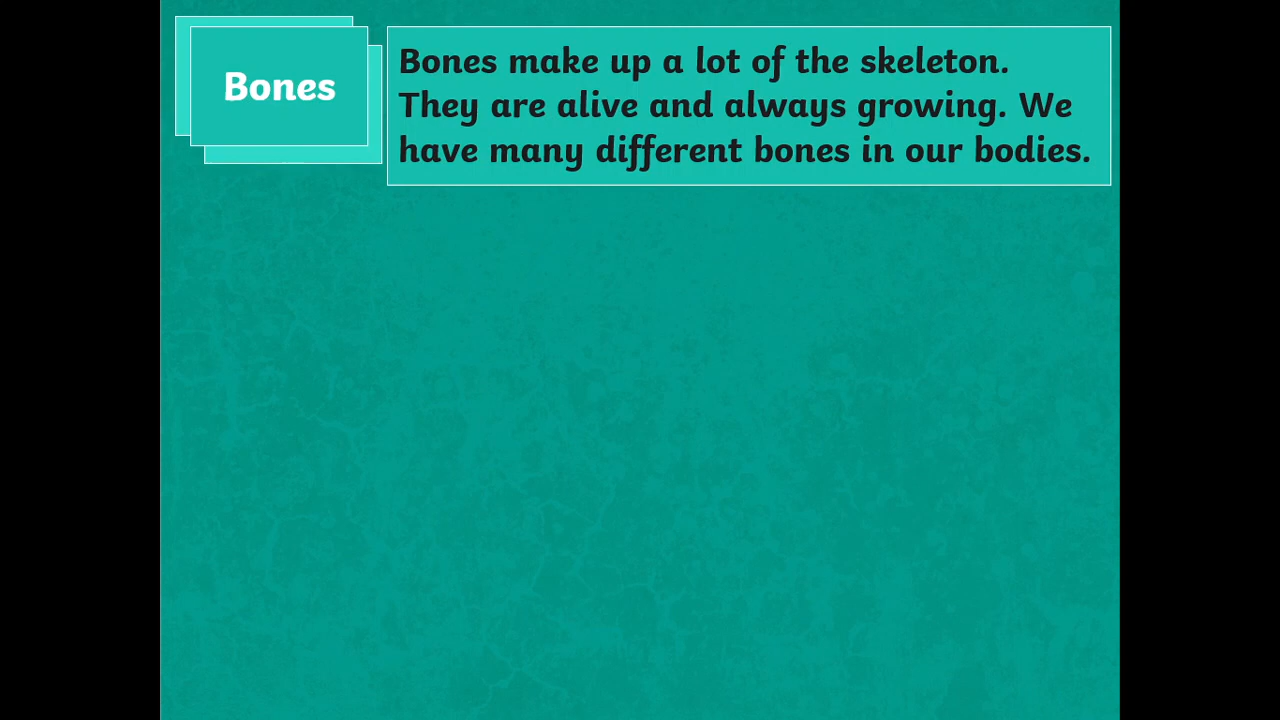 Bones
Bones make up a lot of the skeleton.
They are alive and always growing. We
have many different bones in our bodies.